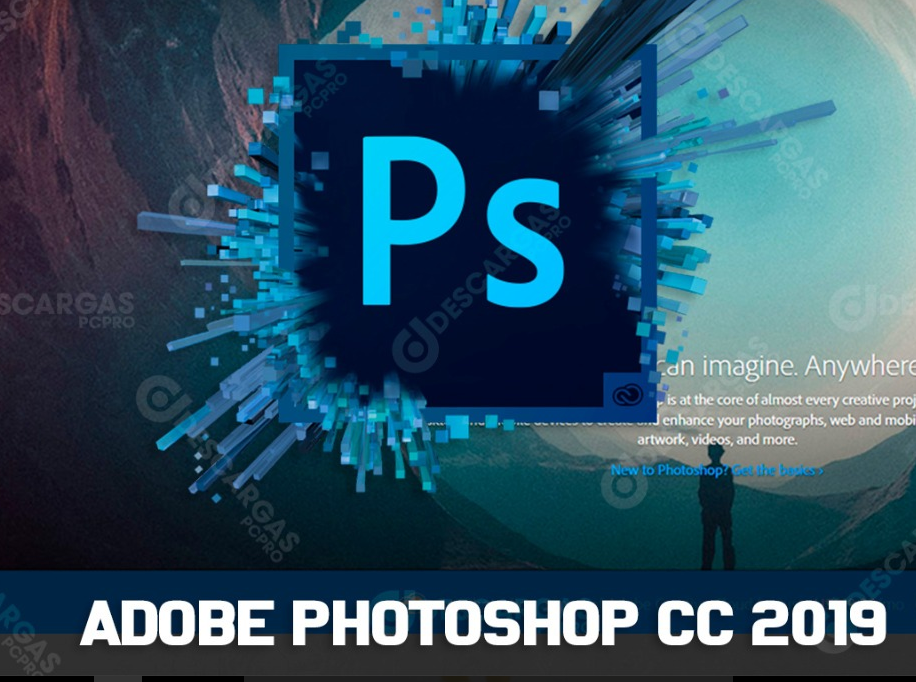 Ps
can imagine. Anywhere
is at the core of almost every creative proj
enhance your photographs, web and mobi
artwork, videos, and more.
New to Photoshop? Get the basics ›
DESCARGAS
PCPRO
ADOBE PHOTOSHOP CC 2019